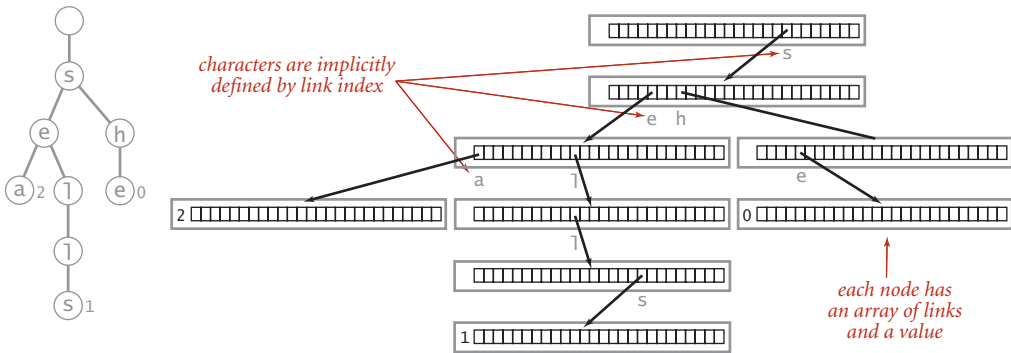 s
e
h
a
2
l
e
0
l
s
1
characters are implicitly
defined by link index
s
e
h
a
l
e
2
0
l
s
1
each node has
an array of links
and a value